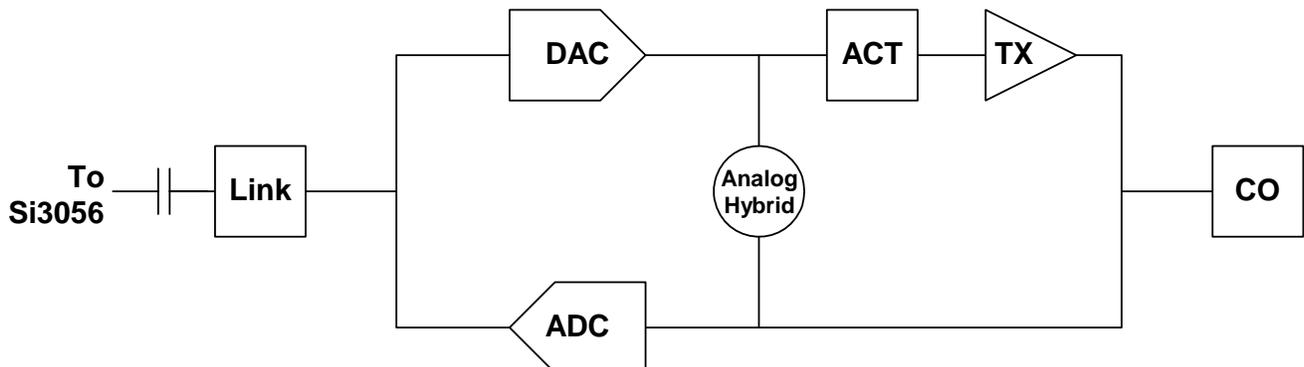 DAC
ACT
TX
To
Si3056
Link
Analog
Hybrid
CO
ADC